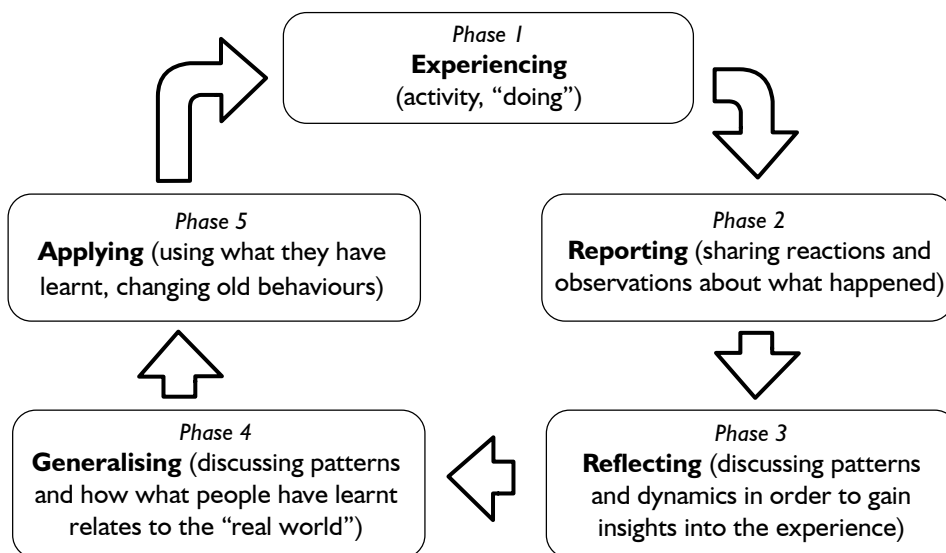 Phase 1
Experiencing
(activity, “doing”)
Phase 2
Reporting (sharing reactions and
observations about what happened)
Phase 3
Reflecting (discussing patterns
and dynamics in order to gain
insights into the experience)
Phase 4
Generalising (discussing patterns
and how what people have learnt
relates to the “real world”)
Phase 5
Applying (using what they have
learnt, changing old behaviours)